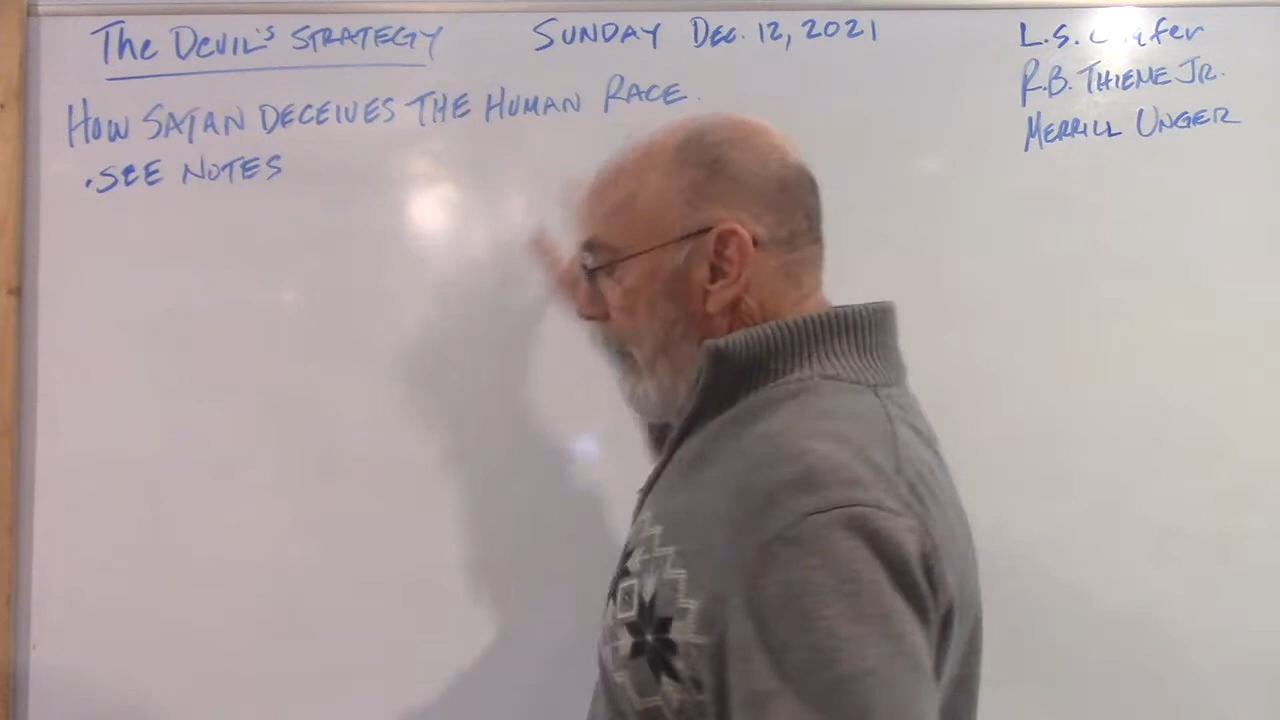 The Devil's Strategy
Sunday Dec. 12, 2021
How Satan Deceives The Human Race.
• See Notes
L.S.
R.B. Thieme Jr.
Merrill Unger